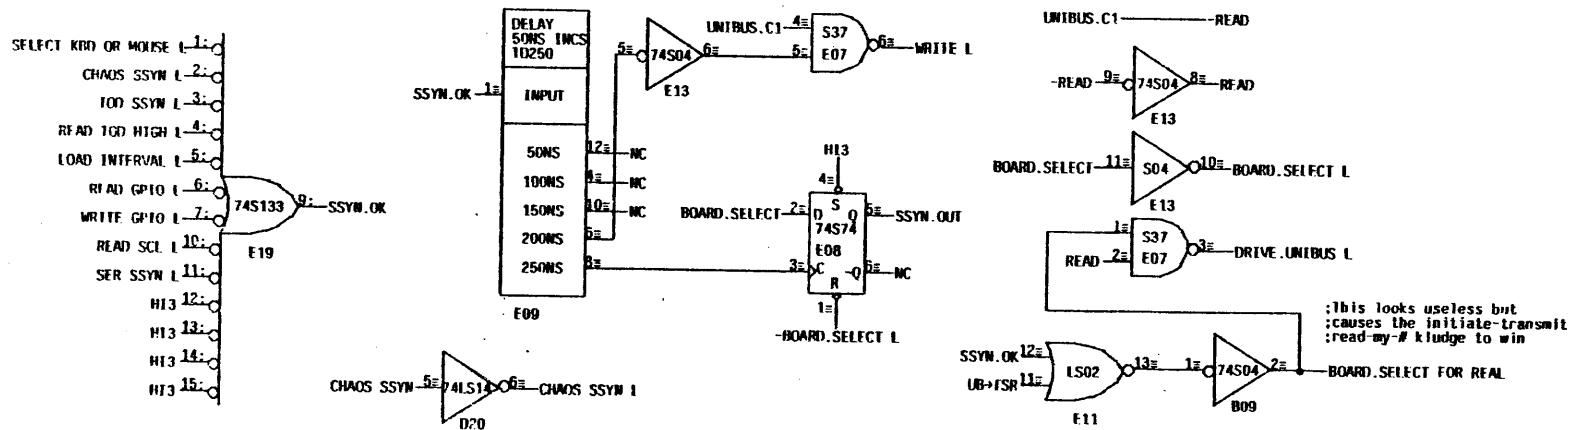 SELECT KBD OR MOUSE L 1
CHAOS SSYN L 2
TOD SSYN L 3
READ TOD HIGH L 4
LOAD INTERVAL L 5
READ GPIO L 6
WRITE GPIO L 7
READ SCL L 10
SER SSYN L 11
HI3 12
HI3 13
HI3 14
HI3 15
74S133
9 SSYN.OK
E19
DELAY
50NS INCS
TD250
SSYN.OK 1
INPUT
50NS 12 NC
100NS 4 NC
150NS 10 NC
200NS 6
250NS 8
E09
5 74S04 6
E13
UNIBUS.C1 4
5
S37
E07
6 WRITE L
HI3
4
BOARD.SELECT 2
D S Q
74S74
E08
5 SSYN.OUT
3 C -Q
6 NC
R
1
-BOARD.SELECT L
CHAOS SSYN 5 74LS14 6 CHAOS SSYN L
D20
UNIBUS.C1 -READ
-READ 9 74S04 8 READ
E13
BOARD.SELECT 11 S04 10 BOARD.SELECT L
E13
1
READ 2
S37
E07
3 DRIVE.UNIBUS L
;This looks useless but
;causes the initiate-transmit
;read-my-# kludge to win
SSYN.OK 12
11
LS02
E11
13
1 74S04 2
B09
BOARD.SELECT FOR REAL